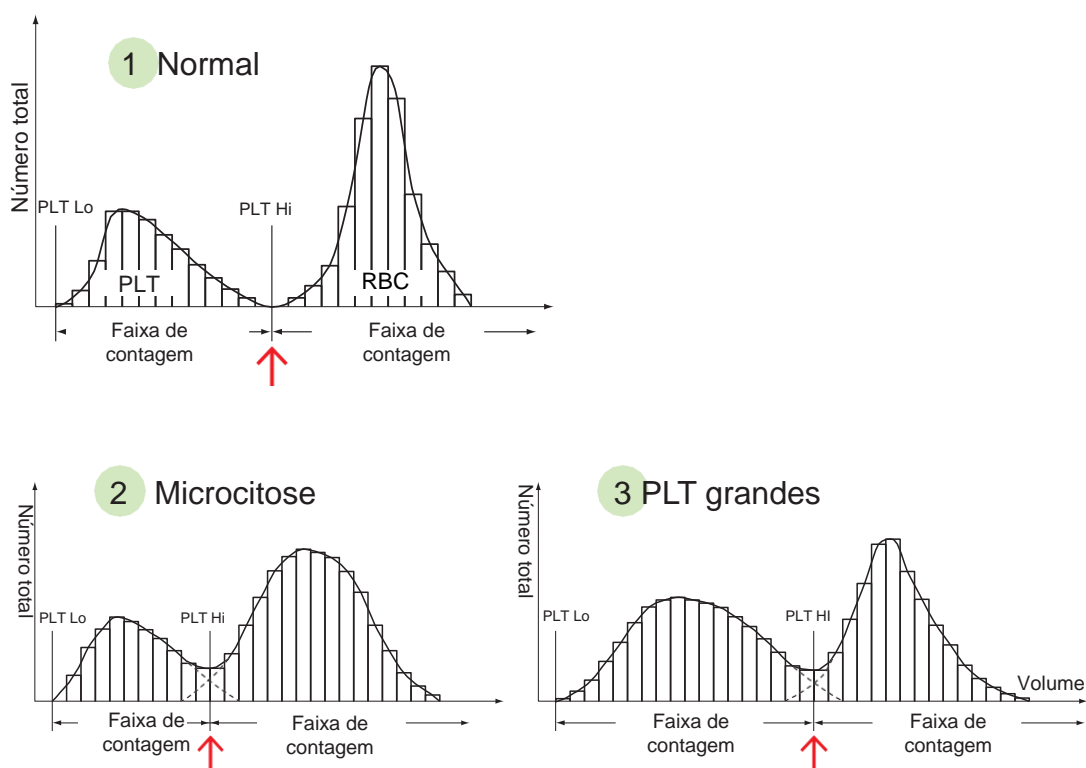 1 Normal
Número total
PLT Lo
PLT Hi
PLT
RBC
Faixa de
contagem
Faixa de
contagem
2 Microcitose
Número total
PLT Lo
PLT Hi
Faixa de
contagem
Faixa de
contagem
3 PLT grandes
Número total
PLT Lo
PLT HI
Volume
Faixa de
contagem
Faixa de
contagem